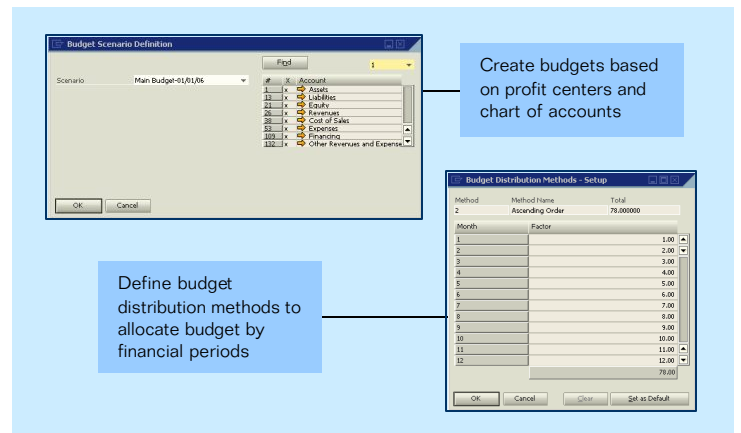 Budget Scenario Definition
Find
1
Scenario
Main Budget-01/01/06
# X Account
1 x Assets
13 x Liabilities
21 x Equity
26 x Revenues
38 x Cost of Sales
53 x Expenses
109 x Financing
132 x Other Revenues and Expense
OK Cancel
Create budgets based
on profit centers and
chart of accounts
Budget Distribution Methods - Setup
Method Method Name Total
2 Ascending Order 78.000000
Month Factor
1 1.00
2 2.00
3 3.00
4 4.00
5 5.00
6 6.00
7 7.00
8 8.00
9 9.00
10 10.00
11 11.00
12 12.00
78.00
OK Cancel Clear Set as Default
Define budget
distribution methods to
allocate budget by
financial periods